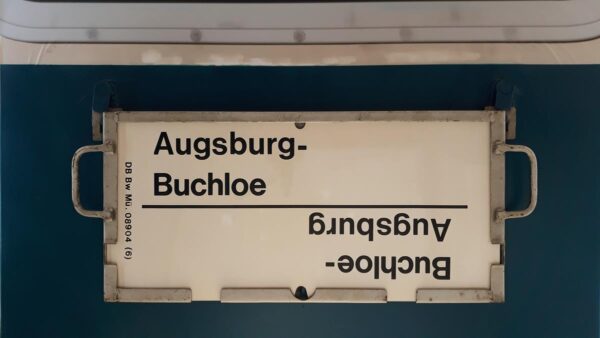 Augsburg-
Buchloe
Buchloe-
Augsburg
DB Bw Mü. 08904 (6)